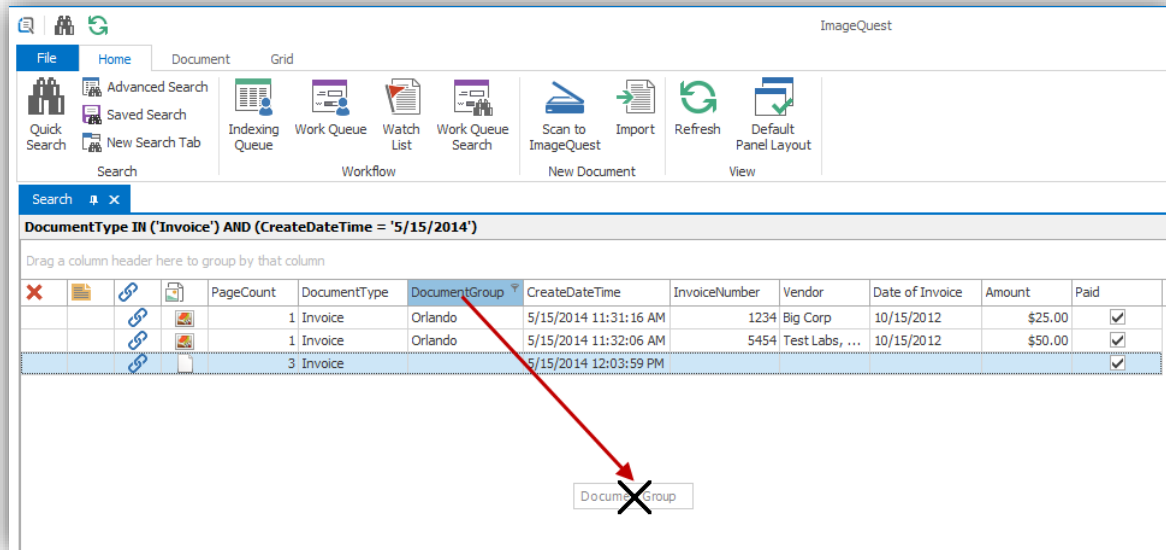 ImageQuest
File Home Document Grid
Quick Search
Advanced Search
Saved Search
New Search Tab
Indexing Queue
Work Queue
Watch List
Work Queue Search
Scan to ImageQuest
Import
Refresh
Default Panel Layout
Search Workflow New Document View
Search
DocumentType IN ('Invoice') AND (CreateDateTime = '5/15/2014')
Drag a column header here to group by that column
PageCount DocumentType DocumentGroup CreateDateTime InvoiceNumber Vendor Date of Invoice Amount Paid
1 Invoice Orlando 5/15/2014 11:31:16 AM 1234 Big Corp 10/15/2012 $25.00
1 Invoice Orlando 5/15/2014 11:32:06 AM 5454 Test Labs, ... 10/15/2012 $50.00
3 Invoice 5/15/2014 12:03:59 PM
DocumentGroup